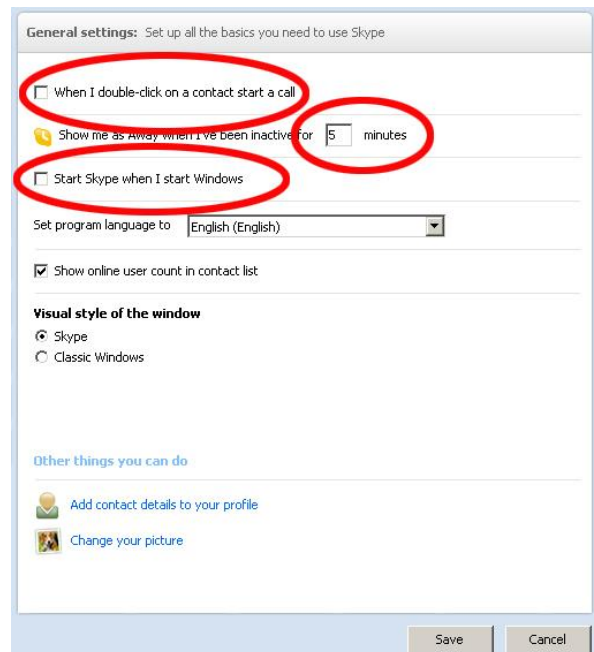 General settings: Set up all the basics you need to use Skype
When I double-click on a contact start a call
Show me as Away when I've been inactive for 5 minutes
Start Skype when I start Windows
Set program language to English (English)
Show online user count in contact list
Visual style of the window
Skype
Classic Windows
Other things you can do
Add contact details to your profile
Change your picture
Save Cancel